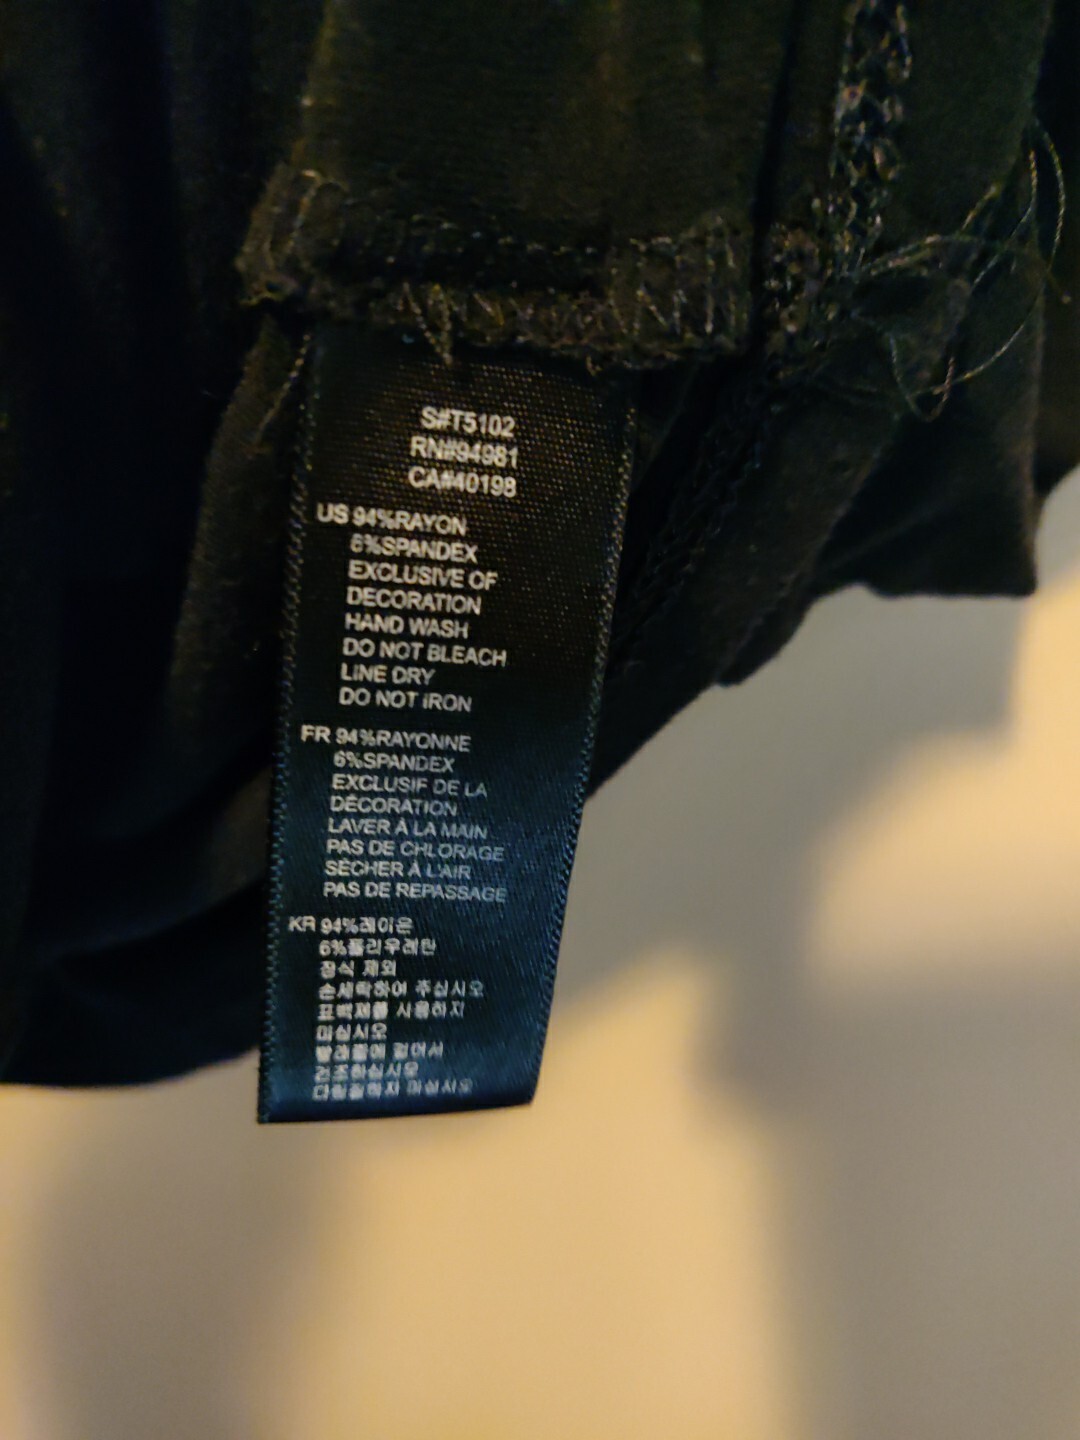 S#T5102
RN#94981
CA#40198
US 94%RAYON
6%SPANDEX
EXCLUSIVE OF
DECORATION
HAND WASH
DO NOT BLEACH
LINE DRY
DO NOT IRON
FR 94%RAYONNE
6%SPANDEX
EXCLUSIF DE LA
DÉCORATION
LAVER À LA MAIN
PAS DE CHLORAGE
SÉCHER À L'AIR
PAS DE REPASSAGE
KR 94%레이온
6%폴리우레탄
장식 제외
손세탁하여 주십시오
표백제를 사용하지
마십시오
빨래줄에 걸어서
건조하십시오
다림질하지 마십시오